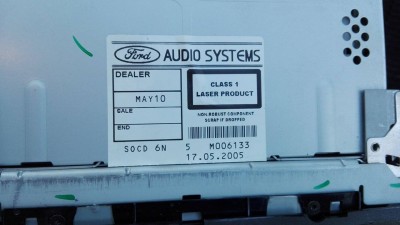 Ford AUDIO SYSTEMS
DEALER
MAY10
SALE
END
CLASS 1
LASER PRODUCT
NON ROBUST COMPONENT
SCRAP IF DROPPED
SOCD 6N 5 M006133
17.05.2005